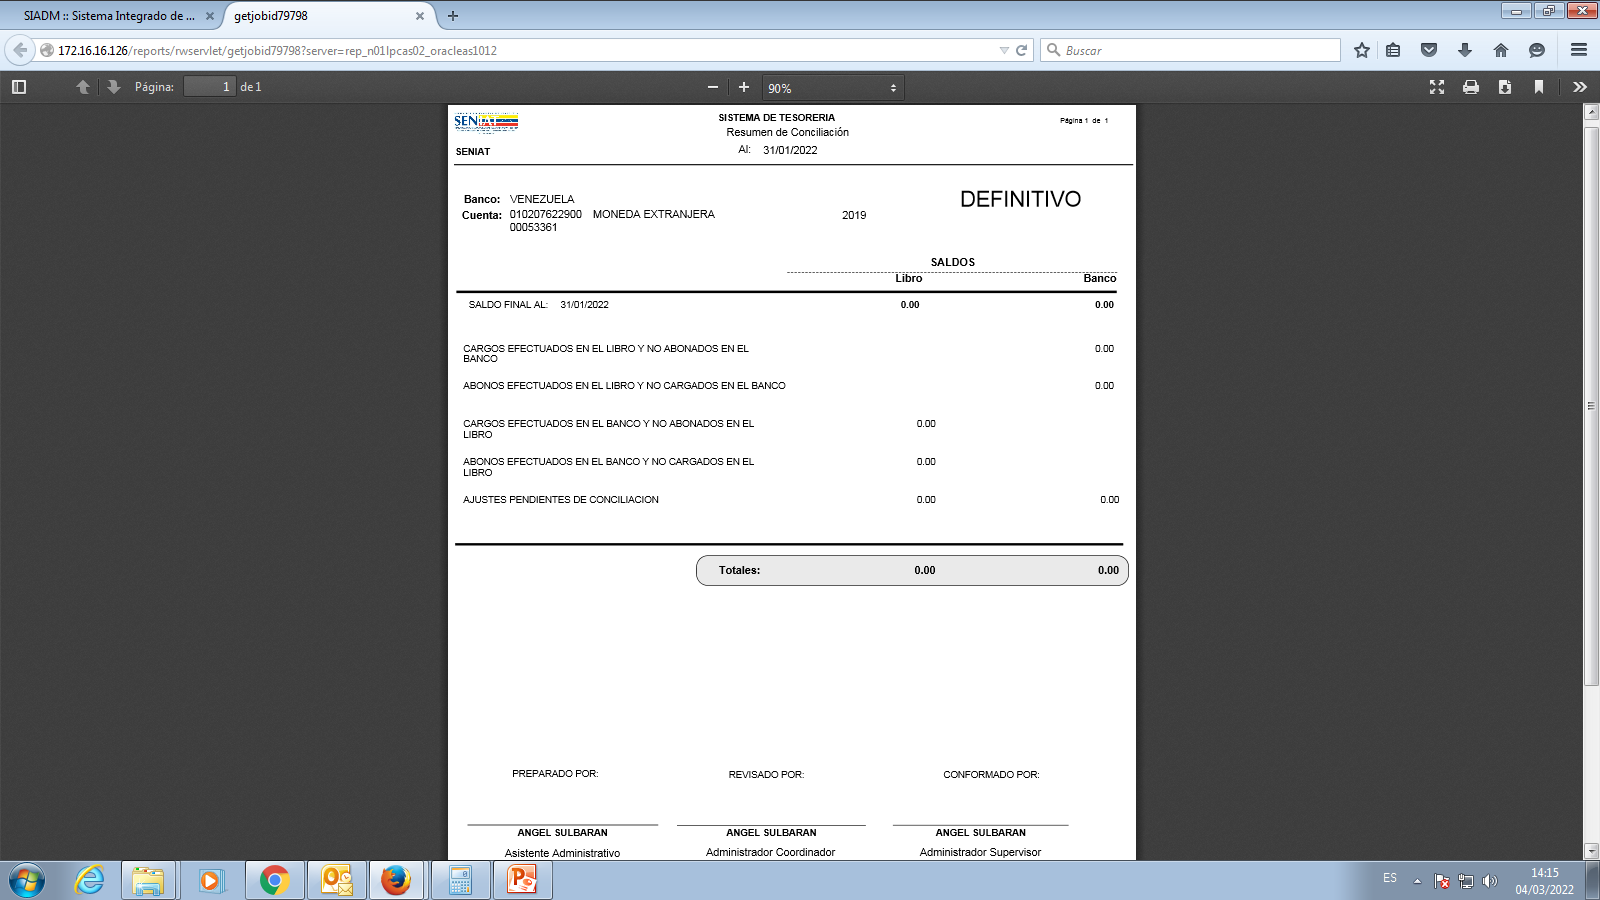 SIADM :: Sistema Integrado de ...
getjobid79798
172.16.16.126/reports/rwservlet/getjobid79798?server=rep_n01lpcas02_oracleas1012
Buscar
Página: 1 de 1
90%
SISTEMA DE TESORERIA
Página 1 de 1
Resumen de Conciliación
SENIAT
Al: 31/01/2022
DEFINITIVO
Banco: VENEZUELA
Cuenta: 010207622900 MONEDA EXTRANJERA 2019
00053361
SALDOS
Libro Banco
SALDO FINAL AL: 31/01/2022 0.00 0.00
CARGOS EFECTUADOS EN EL LIBRO Y NO ABONADOS EN EL 0.00
BANCO
ABONOS EFECTUADOS EN EL LIBRO Y NO CARGADOS EN EL BANCO 0.00
CARGOS EFECTUADOS EN EL BANCO Y NO ABONADOS EN EL 0.00
LIBRO
ABONOS EFECTUADOS EN EL BANCO Y NO CARGADOS EN EL 0.00
LIBRO
AJUSTES PENDIENTES DE CONCILIACION 0.00 0.00
Totales: 0.00 0.00
PREPARADO POR: REVISADO POR: CONFORMADO POR:
ANGEL SULBARAN ANGEL SULBARAN ANGEL SULBARAN
Asistente Administrativo Administrador Coordinador Administrador Supervisor
ES
14:15
04/03/2022